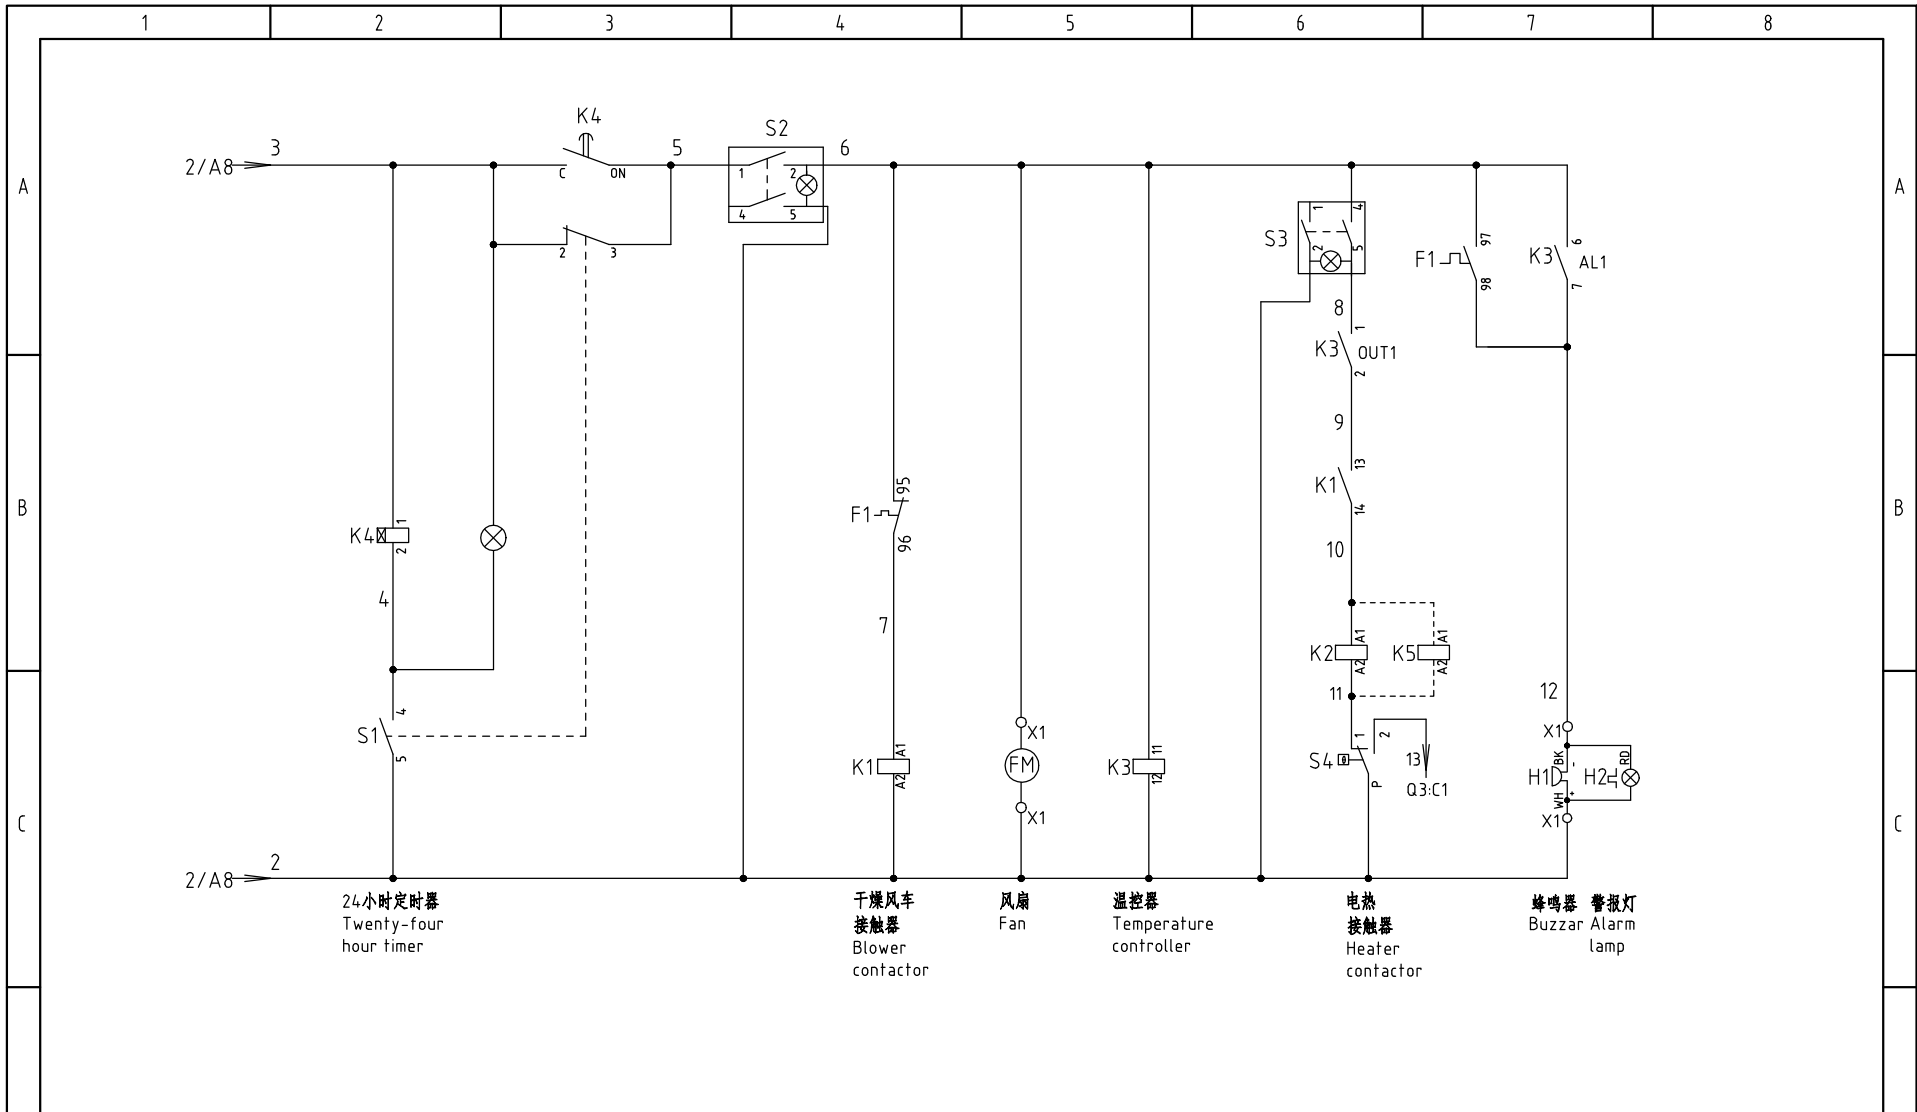 1 2 3 4 5 6 7 8
A A
B B
C C
K4
S2
2/A8
3
5
6
C ON
1 2
4 5
2 3
S3
1 4
2 5
F1
97
98
K3
6
AL1
7
8
K3
1
OUT1
2
9
K1
13
14
10
K4
1
2
4
F1
95
96
7
K2
A1
A2
K5
A1
A2
11
12
S1
4
5
K1
A1
A2
X1
FM
X1
K3
11
12
S4
θ
1
2
P
13
Q3:C1
X1
BK
-
H1
WH
+
X1
H2
RD
2/A8
2
24小时定时器
Twenty-four
hour timer
干燥风车
接触器
Blower
contactor
风扇
Fan
温控器
Temperature
controller
电热
接触器
Heater
contactor
蜂鸣器 警报灯
Buzzar Alarm
lamp